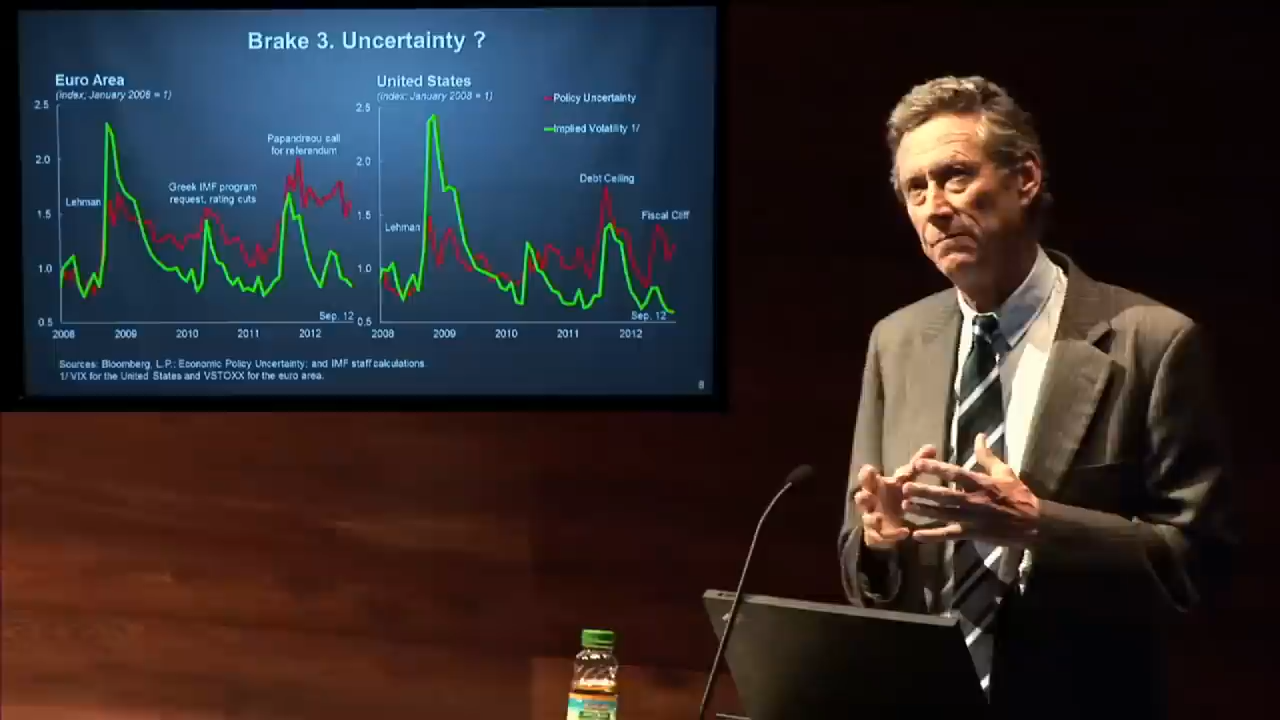 Brake 3. Uncertainty ?
Euro Area
(index; January 2008 = 1)
2.5
2.0
1.5
1.0
0.5
Lehman
Greek IMF program
request, rating cuts
Papandreou call
for referendum
Sep. 12
2008 2009 2010 2011 2012
United States
(index; January 2008 = 1)
2.5
2.0
1.5
1.0
0.5
Policy Uncertainty
Implied Volatility 1/
Lehman
Debt Ceiling
Fiscal Cliff
Sep. 12
2008 2009 2010 2011 2012
Sources: Bloomberg, L.P.; Economic Policy Uncertainty; and IMF staff calculations.
1/ VIX for the United States and VSTOXX for the euro area.
8